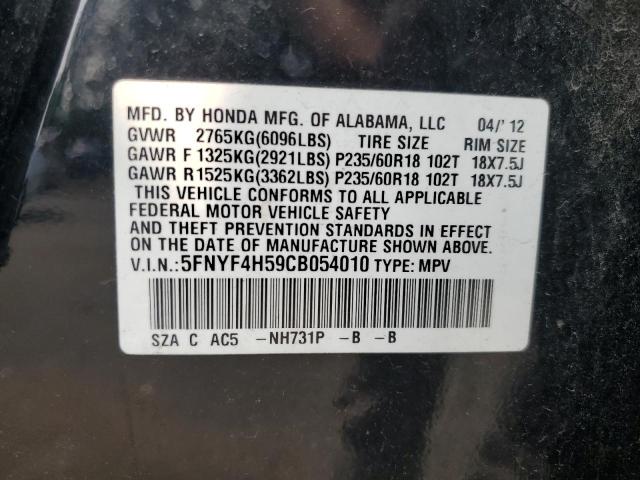 MFD. BY HONDA MFG. OF ALABAMA, LLC 04/' 12
GVWR 2765KG(6096LBS) TIRE SIZE RIM SIZE
GAWR F 1325KG(2921LBS) P235/60R18 102T 18X7.5J
GAWR R1525KG(3362LBS) P235/60R18 102T 18X7.5J
THIS VEHICLE CONFORMS TO ALL APPLICABLE
FEDERAL MOTOR VEHICLE SAFETY
AND THEFT PREVENTION STANDARDS IN EFFECT
ON THE DATE OF MANUFACTURE SHOWN ABOVE.
V.I.N.: 5FNYF4H59CB054010 TYPE: MPV
SZA C AC5 -NH731P -B -B